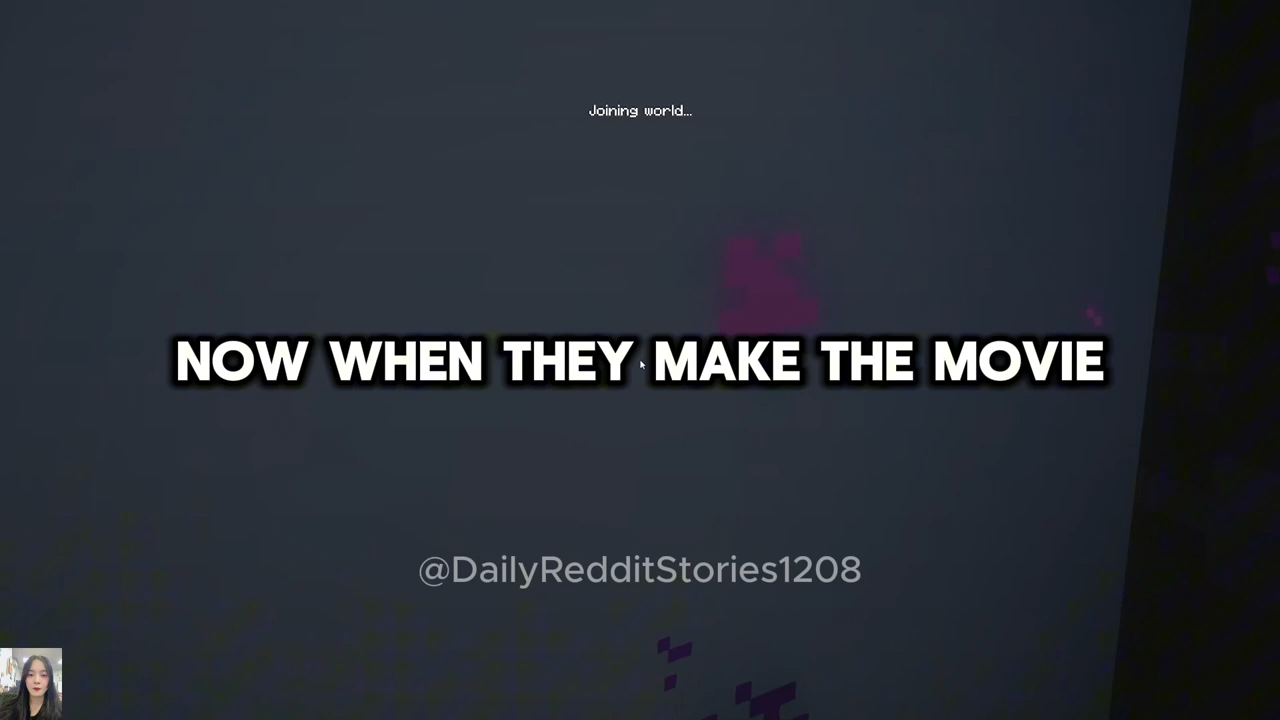 Joining world...
NOW WHEN THEY MAKE THE MOVIE
@DailyRedditStories1208